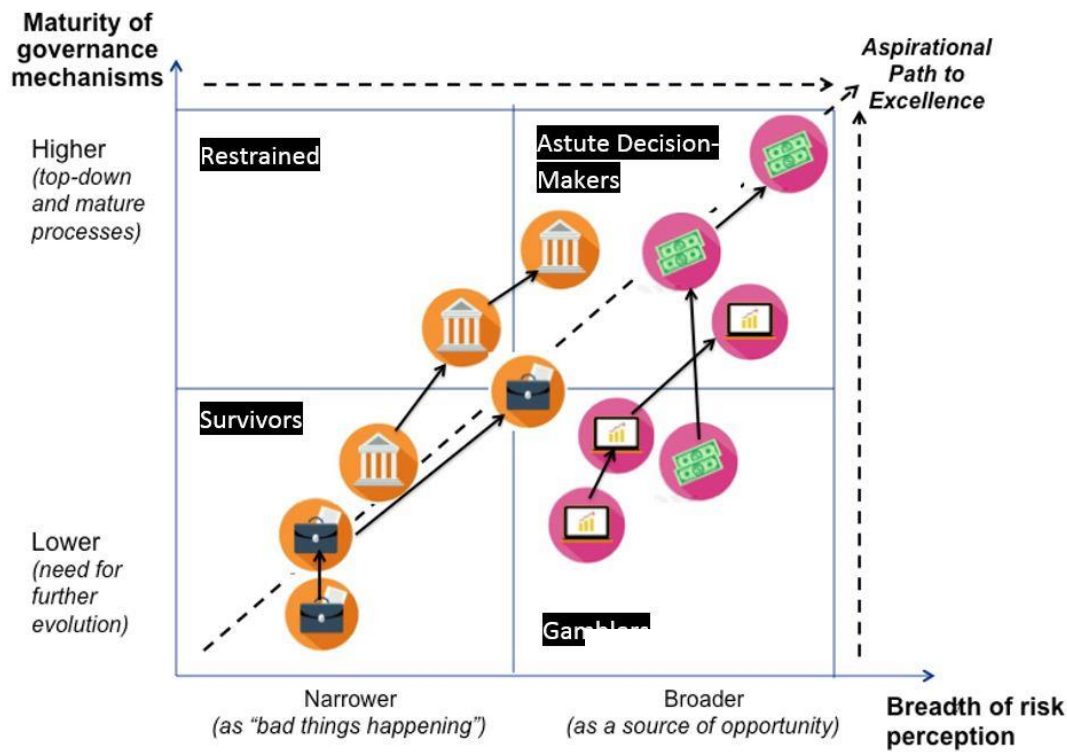 Maturity of
governance
mechanisms
Aspirational
Path to
Excellence
Restrained
Astute Decision-
Makers
Higher
(top-down
and mature
processes)
Survivors
Lower
(need for
further
evolution)
Gamblers
Narrower
(as “bad things happening”)
Broader
(as a source of opportunity)
Breadth of risk
perception